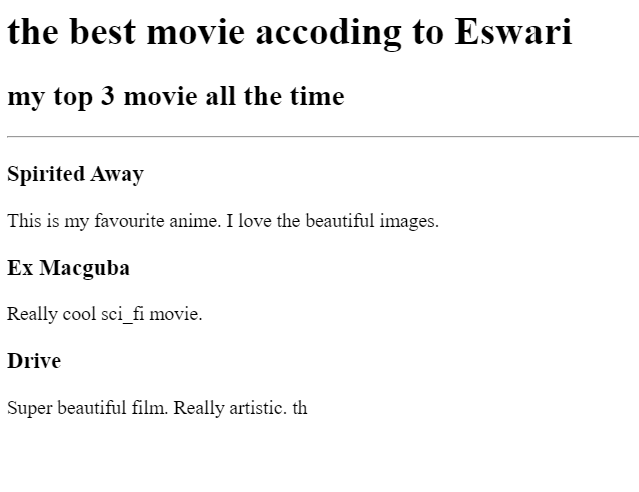 the best movie accoding to Eswari
my top 3 movie all the time
Spirited Away
This is my favourite anime. I love the beautiful images.
Ex Macguba
Really cool sci_fi movie.
Drive
Super beautiful film. Really artistic. th